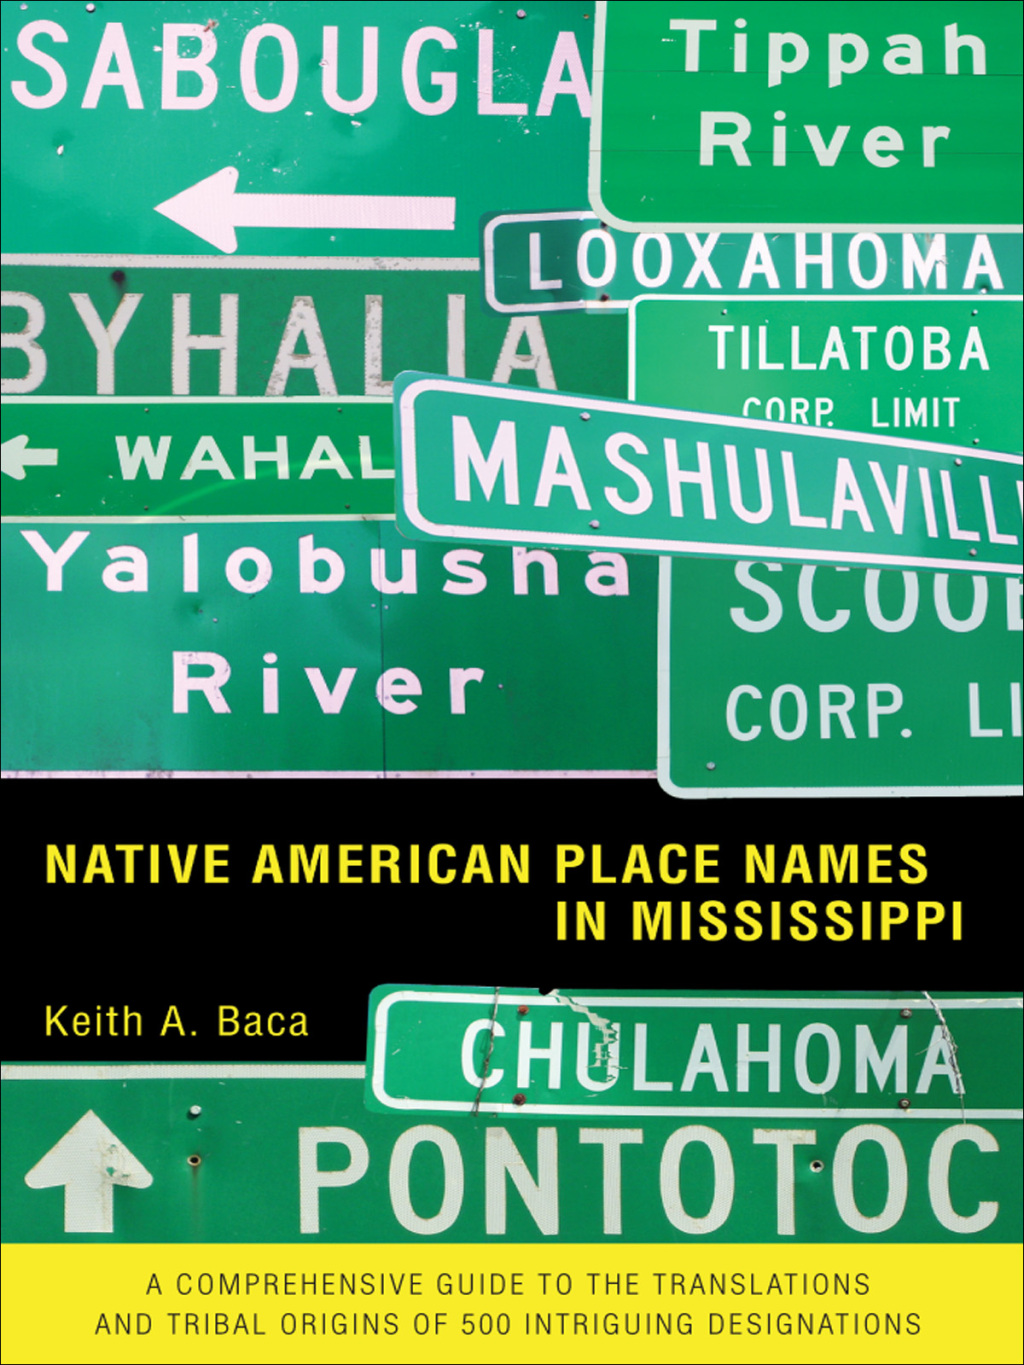 SABOUGLA
Tippah
River
LOOXAHOMA
BYHALIA
TILLATOBA
CORP. LIMIT
WAHAL
MASHULAVILL
Yalobusha
River
SCOOB
CORP. LI
NATIVE AMERICAN PLACE NAMES
IN MISSISSIPPI
Keith A. Baca
CHULAHOMA
PONTOTOC
A COMPREHENSIVE GUIDE TO THE TRANSLATIONS
AND TRIBAL ORIGINS OF 500 INTRIGUING DESIGNATIONS